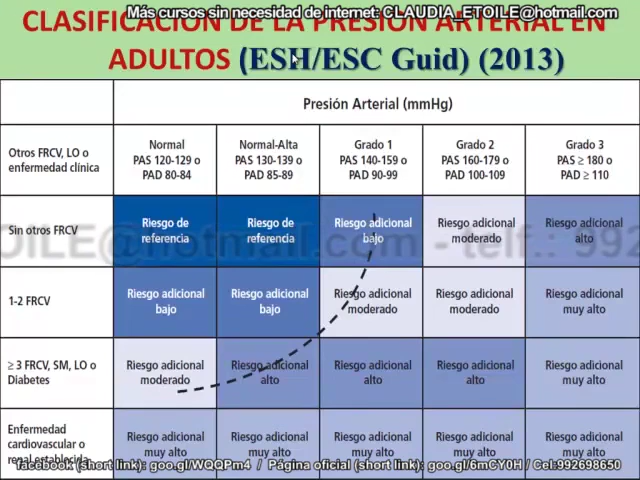 Más cursos sin necesidad de internet: CLAUDIA_ETOILE@hotmail.com
CLASIFICACIÓN DE LA PRESIÓN ARTERIAL EN
ADULTOS (ESH/ESC Guid) (2013)
Presión Arterial (mmHg)
Otros FRCV, LO o
enfermedad clínica
Normal
PAS 120-129 o
PAD 80-84
Normal-Alta
PAS 130-139 o
PAD 85-89
Grado 1
PAS 140-159 o
PAD 90-99
Grado 2
PAS 160-179 o
PAD 100-109
Grado 3
PAS ≥ 180 o
PAD ≥ 110
Sin otros FRCV
Riesgo de
referencia
Riesgo de
referencia
Riesgo adicional
bajo
Riesgo adicional
moderado
Riesgo adicional
alto
OILE@hotmail.com - telf.: 992
1-2 FRCV
Riesgo adicional
bajo
Riesgo adicional
bajo
Riesgo adicional
moderado
Riesgo adicional
moderado
Riesgo adicional
muy alto
≥ 3 FRCV, SM, LO o
Diabetes
Riesgo adicional
moderado
Riesgo adicional
alto
Riesgo adicional
alto
Riesgo adicional
alto
Riesgo adicional
muy alto
Enfermedad
cardiovascular o
renal establecida
Riesgo adicional
muy alto
Riesgo adicional
muy alto
Riesgo adicional
muy alto
Riesgo adicional
muy alto
Riesgo adicional
muy alto
facebook (short link): goo.gl/WQQPm4 / Página oficial (short link): goo.gl/6mCY0H / Cel:992698650